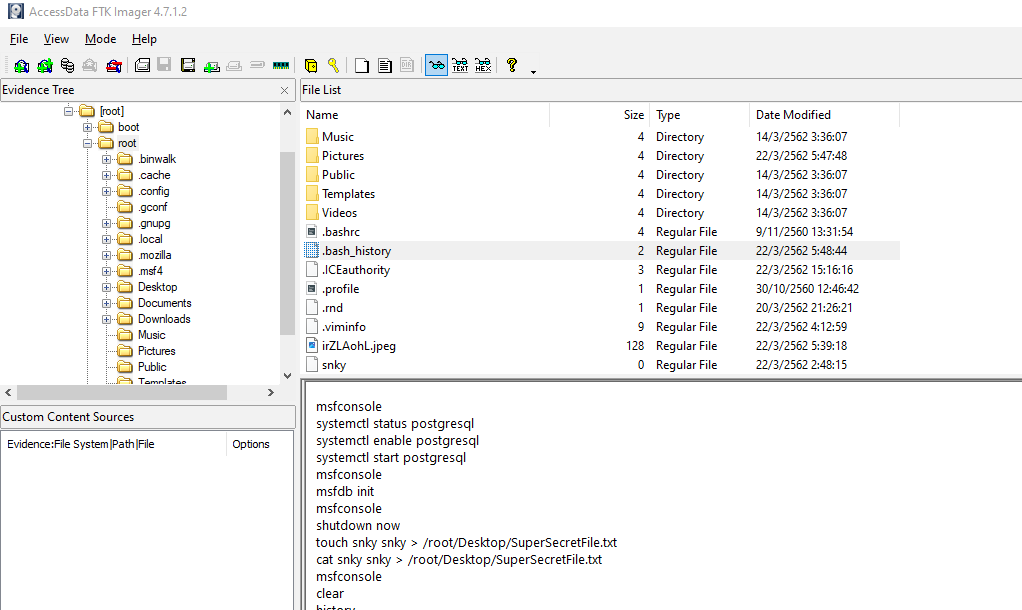 AccessData FTK Imager 4.7.1.2
File View Mode Help
TEXT HEX
Evidence Tree
[root]
boot
root
.binwalk
.cache
.config
.gconf
.gnupg
.local
.mozilla
.msf4
Desktop
Documents
Downloads
Music
Pictures
Public
Templates
Custom Content Sources
Evidence:File System|Path|File Options
File List
Name Size Type Date Modified
Music 4 Directory 14/3/2562 3:36:07
Pictures 4 Directory 22/3/2562 5:47:48
Public 4 Directory 14/3/2562 3:36:07
Templates 4 Directory 14/3/2562 3:36:07
Videos 4 Directory 14/3/2562 3:36:07
.bashrc 4 Regular File 9/11/2560 13:31:54
.bash_history 2 Regular File 22/3/2562 5:48:44
.ICEauthority 3 Regular File 22/3/2562 15:16:16
.profile 1 Regular File 30/10/2560 12:46:42
.rnd 1 Regular File 20/3/2562 21:26:21
.viminfo 9 Regular File 22/3/2562 4:12:59
irZLAohL.jpeg 128 Regular File 22/3/2562 5:39:18
snky 0 Regular File 22/3/2562 2:48:15
msfconsole
systemctl status postgresql
systemctl enable postgresql
systemctl start postgresql
msfconsole
msfdb init
msfconsole
shutdown now
touch snky snky > /root/Desktop/SuperSecretFile.txt
cat snky snky > /root/Desktop/SuperSecretFile.txt
msfconsole
clear
history